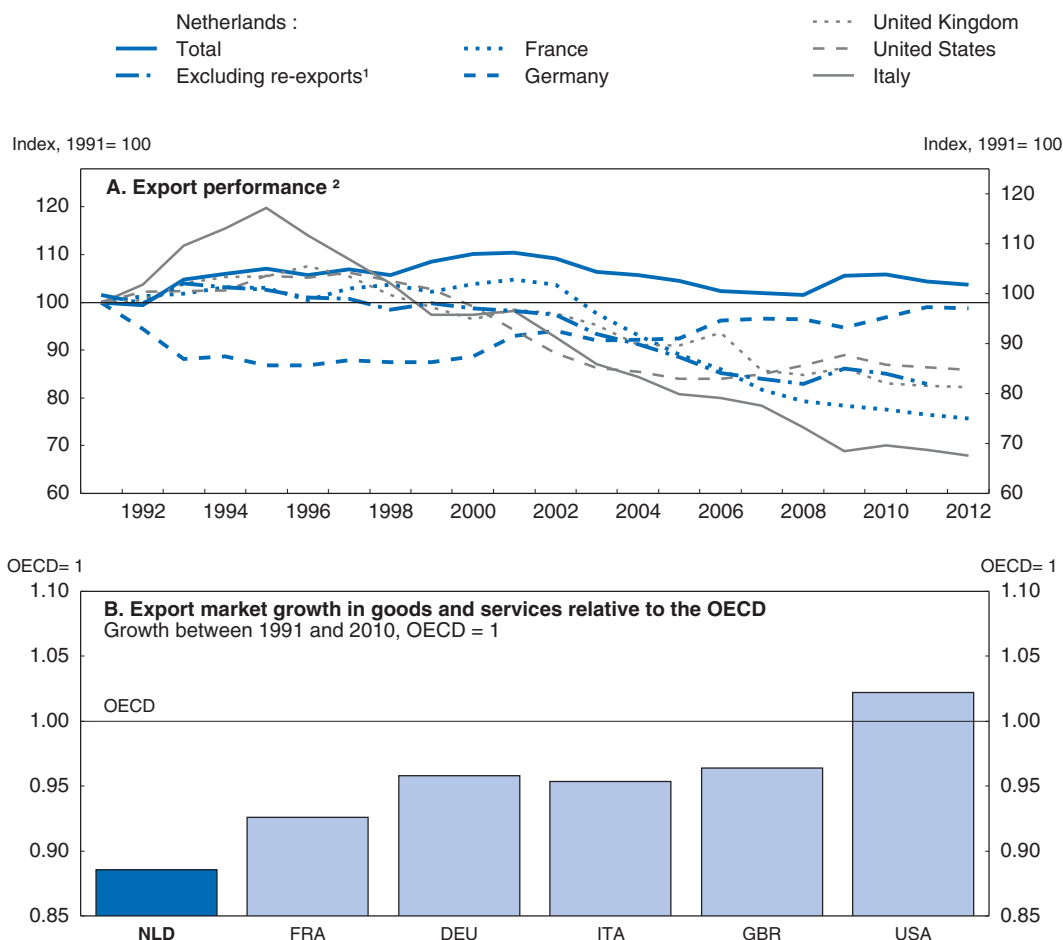 Netherlands :
Total
Excluding re-exports¹
France
Germany
United Kingdom
United States
Italy
Index, 1991= 100
Index, 1991= 100
A. Export performance ²
120
110
100
90
80
70
60
120
110
100
90
80
70
60
1992 1994 1996 1998 2000 2002 2004 2006 2008 2010 2012
OECD= 1
OECD= 1
B. Export market growth in goods and services relative to the OECD
Growth between 1991 and 2010, OECD = 1
OECD
1.10
1.05
1.00
0.95
0.90
0.85
1.10
1.05
1.00
0.95
0.90
0.85
NLD FRA DEU ITA GBR USA